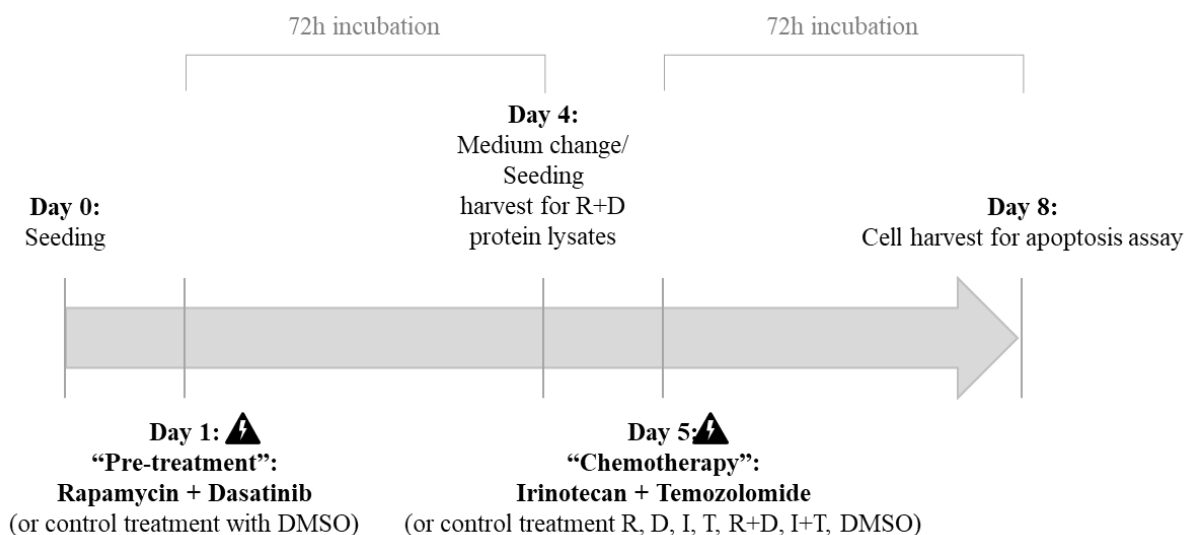 72h incubation
72h incubation
Day 4:
Medium change/
Seeding
harvest for R+D
protein lysates
Day 0:
Seeding
Day 8:
Cell harvest for apoptosis assay
Day 1:
“Pre-treatment”:
Rapamycin + Dasatinib
(or control treatment with DMSO)
Day 5:
“Chemotherapy”:
Irinotecan + Temozolomide
(or control treatment R, D, I, T, R+D, I+T, DMSO)